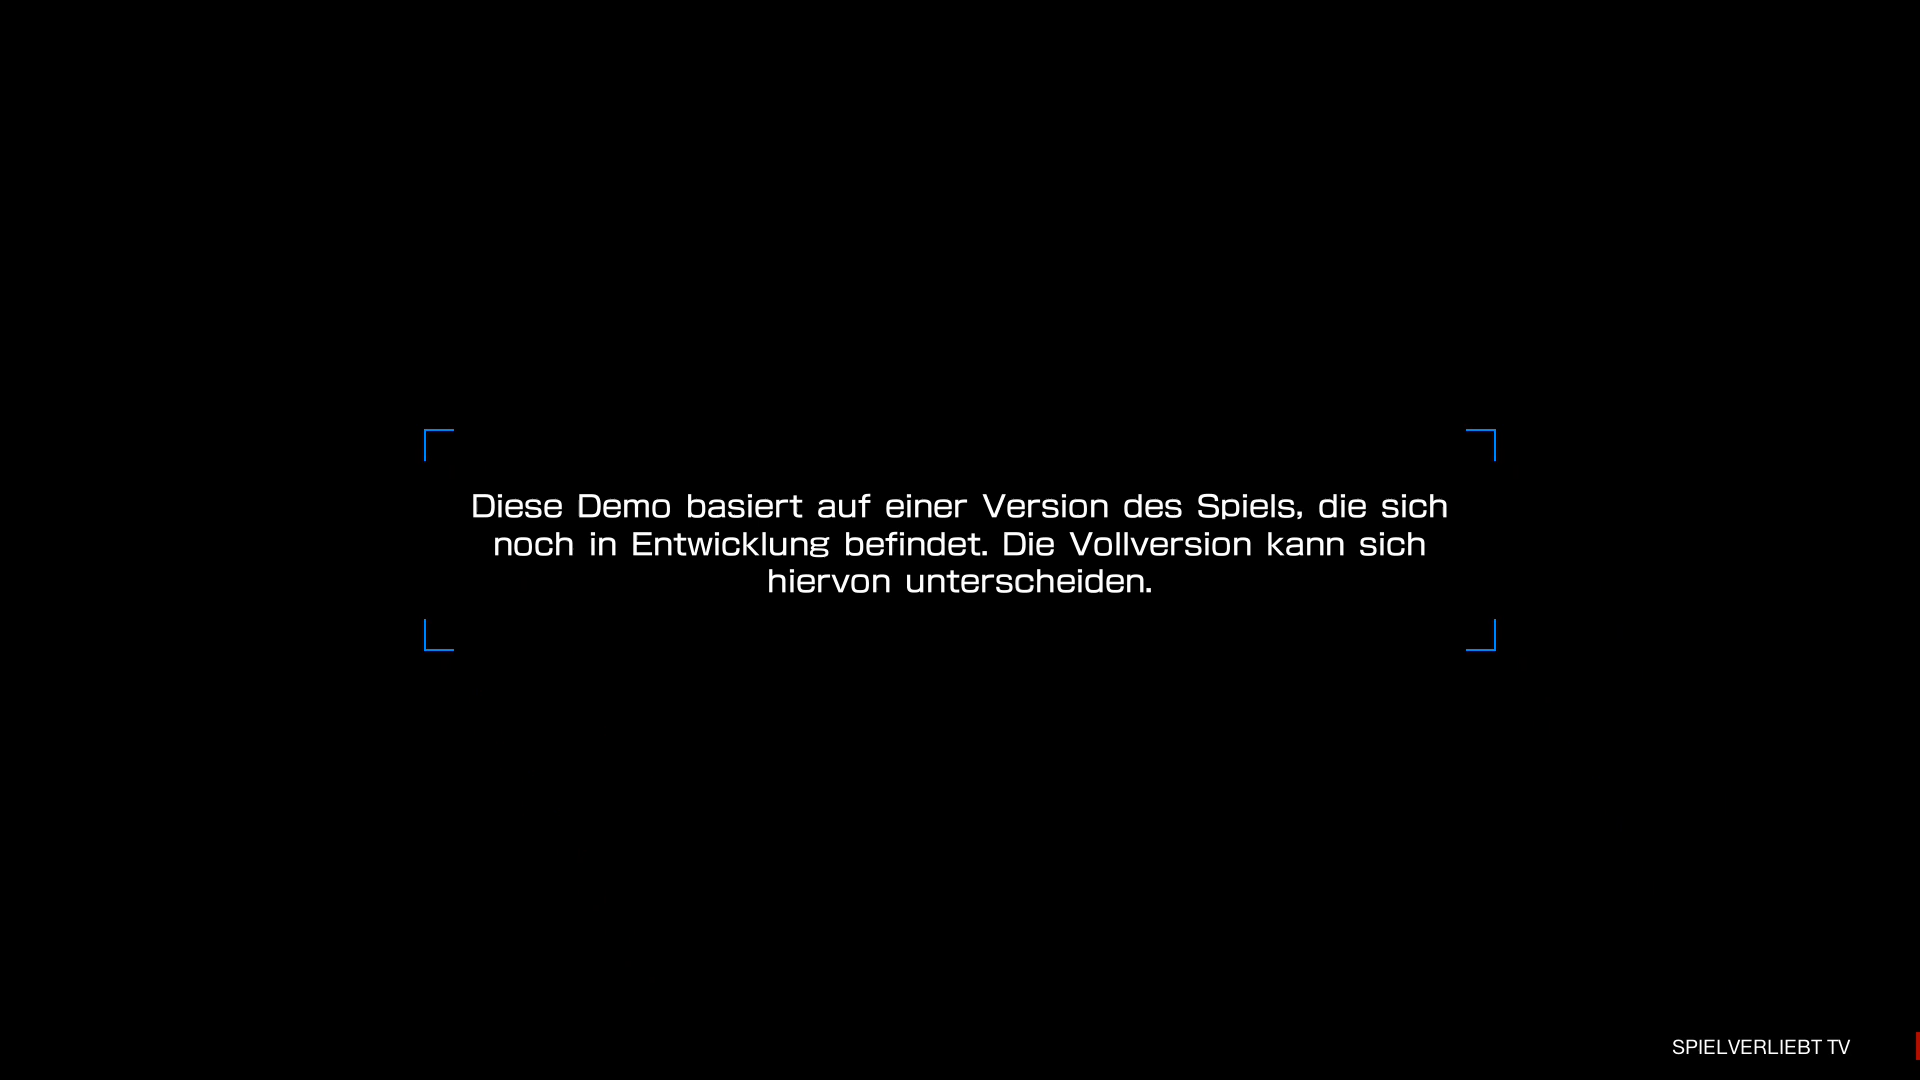 Diese Demo basiert auf einer Version des Spiels, die sich
noch in Entwicklung befindet. Die Vollversion kann sich
hiervon unterscheiden.
SPIELVERLIEBT TV